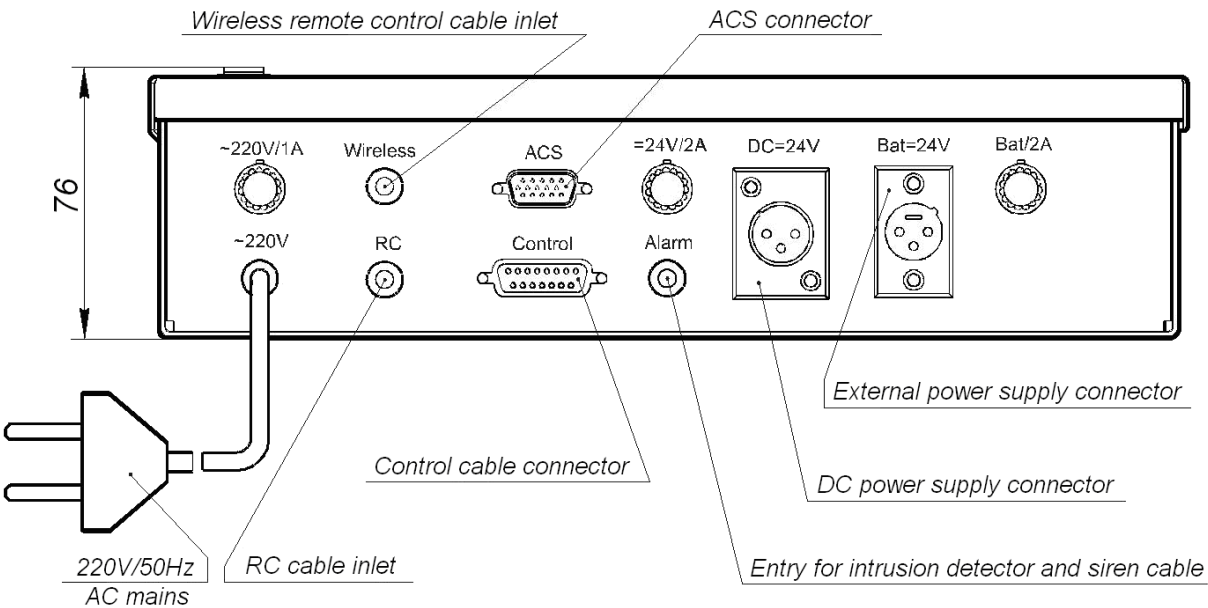 Wireless remote control cable inlet
ACS connector
76
~220V/1A
Wireless
ACS
=24V/2A
DC=24V
Bat=24V
Bat/2A
~220V
RC
Control
Alarm
External power supply connector
Control cable connector
DC power supply connector
220V/50Hz
AC mains
RC cable inlet
Entry for intrusion detector and siren cable